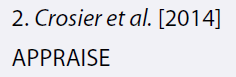 2. Crosier et al. [2014]
APPRAISE